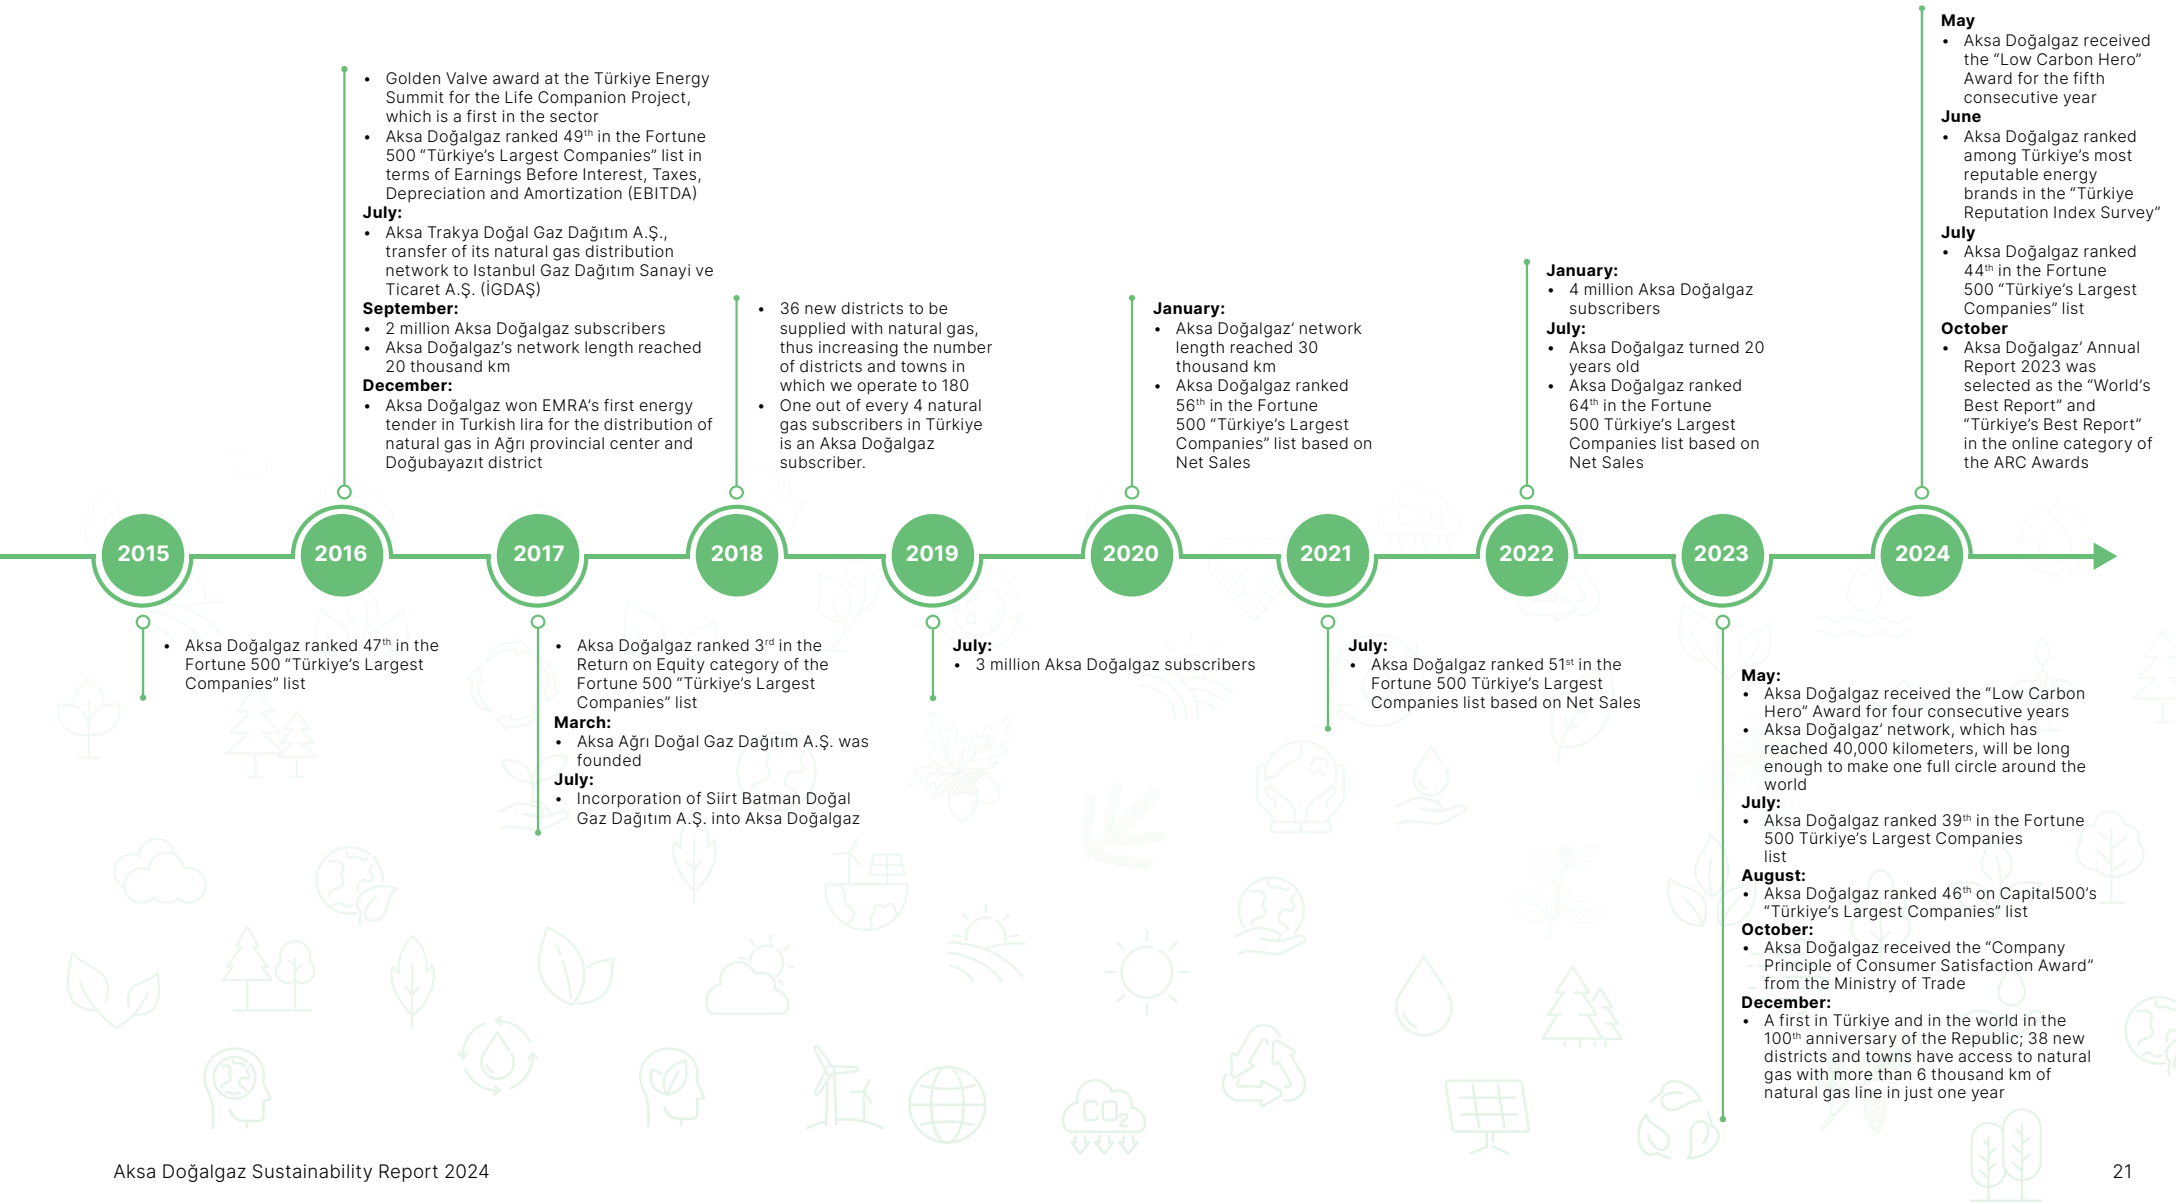 2015
• Aksa Doğalgaz ranked 47th in the
Fortune 500 “Türkiye’s Largest
Companies” list
2016
• Golden Valve award at the Türkiye Energy
Summit for the Life Companion Project,
which is a first in the sector
• Aksa Doğalgaz ranked 49th in the Fortune
500 “Türkiye’s Largest Companies” list in
terms of Earnings Before Interest, Taxes,
Depreciation and Amortization (EBITDA)
July:
• Aksa Trakya Doğal Gaz Dağıtım A.Ş.,
transfer of its natural gas distribution
network to Istanbul Gaz Dağıtım Sanayi ve
Ticaret A.Ş. (İGDAŞ)
September:
• 2 million Aksa Doğalgaz subscribers
• Aksa Doğalgaz’s network length reached
20 thousand km
December:
• Aksa Doğalgaz won EMRA’s first energy
tender in Turkish lira for the distribution of
natural gas in Ağrı provincial center and
Doğubayazıt district
2017
• Aksa Doğalgaz ranked 3rd in the
Return on Equity category of the
Fortune 500 “Türkiye’s Largest
Companies” list
March:
• Aksa Ağrı Doğal Gaz Dağıtım A.Ş. was
founded
July:
• Incorporation of Siirt Batman Doğal
Gaz Dağıtım A.Ş. into Aksa Doğalgaz
2018
• 36 new districts to be
supplied with natural gas,
thus increasing the number
of districts and towns in
which we operate to 180
• One out of every 4 natural
gas subscribers in Türkiye
is an Aksa Doğalgaz
subscriber.
2019
July:
• 3 million Aksa Doğalgaz subscribers
2020
January:
• Aksa Doğalgaz’ network
length reached 30
thousand km
• Aksa Doğalgaz ranked
56th in the Fortune
500 “Türkiye’s Largest
Companies” list based on
Net Sales
2021
July:
• Aksa Doğalgaz ranked 51st in the
Fortune 500 Türkiye’s Largest
Companies list based on Net Sales
2022
January:
• 4 million Aksa Doğalgaz
subscribers
July:
• Aksa Doğalgaz turned 20
years old
• Aksa Doğalgaz ranked
64th in the Fortune
500 Türkiye’s Largest
Companies list based on
Net Sales
2023
May:
• Aksa Doğalgaz received the “Low Carbon
Hero” Award for four consecutive years
• Aksa Doğalgaz’ network, which has
reached 40,000 kilometers, will be long
enough to make one full circle around the
world
July:
• Aksa Doğalgaz ranked 39th in the Fortune
500 Türkiye’s Largest Companies
list
August:
• Aksa Doğalgaz ranked 46th on Capital500’s
“Türkiye’s Largest Companies” list
October:
• Aksa Doğalgaz received the “Company
Principle of Consumer Satisfaction Award”
from the Ministry of Trade
December:
• A first in Türkiye and in the world in the
100th anniversary of the Republic; 38 new
districts and towns have access to natural
gas with more than 6 thousand km of
natural gas line in just one year
2024
May
• Aksa Doğalgaz received
the “Low Carbon Hero”
Award for the fifth
consecutive year
June
• Aksa Doğalgaz ranked
among Türkiye’s most
reputable energy
brands in the “Türkiye
Reputation Index Survey”
July
• Aksa Doğalgaz ranked
44th in the Fortune
500 “Türkiye’s Largest
Companies” list
October
• Aksa Doğalgaz’ Annual
Report 2023 was
selected as the “World’s
Best Report” and
“Türkiye’s Best Report”
in the online category of
the ARC Awards
CO2
CO2
Aksa Doğalgaz Sustainability Report 2024
21